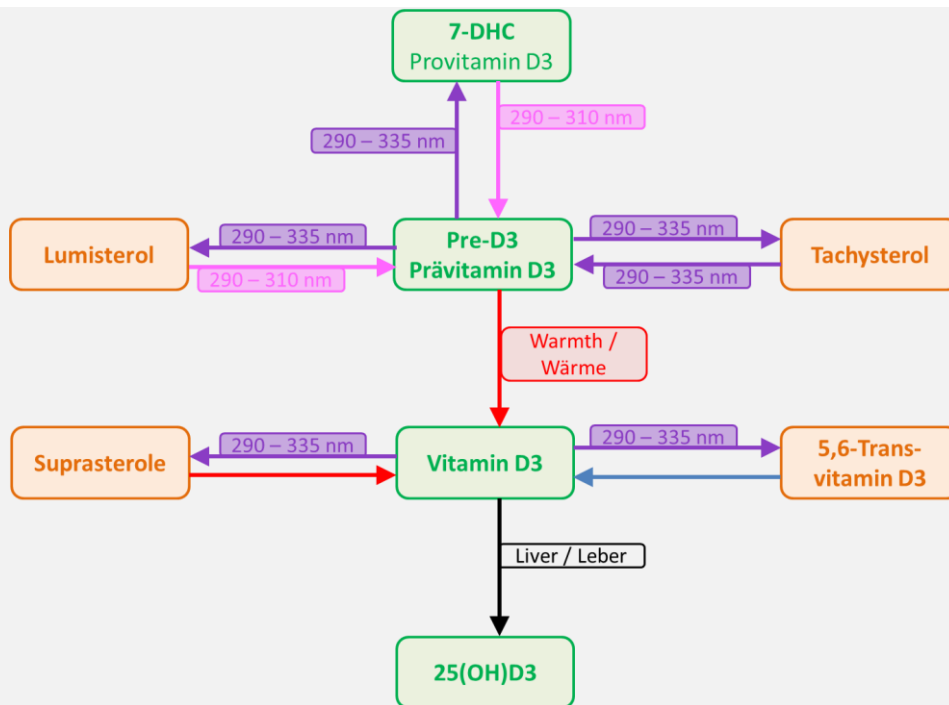 7-DHC
Provitamin D3
290 – 310 nm
290 – 335 nm
290 – 335 nm
290 – 335 nm
Lumisterol
Pre-D3
Prävitamin D3
Tachysterol
290 – 310 nm
290 – 335 nm
Warmth /
Wärme
290 – 335 nm
290 – 335 nm
Suprasterole
Vitamin D3
5,6-Trans-
vitamin D3
Liver / Leber
25(OH)D3